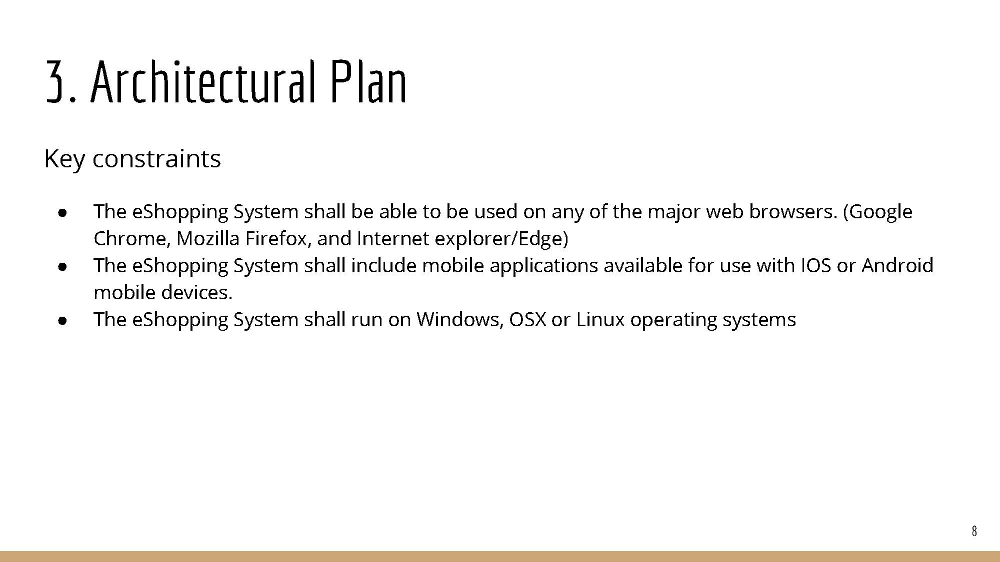 3. Architectural Plan
Key constraints
● The eShopping System shall be able to be used on any of the major web browsers. (Google
Chrome, Mozilla Firefox, and Internet explorer/Edge)
● The eShopping System shall include mobile applications available for use with IOS or Android
mobile devices.
● The eShopping System shall run on Windows, OSX or Linux operating systems
8